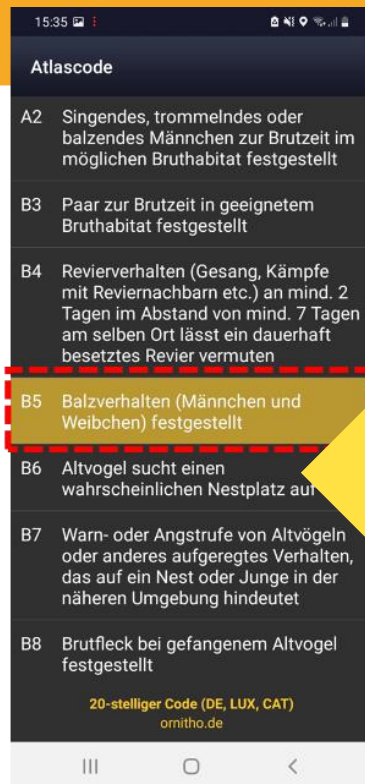 15:35
Atlascode
A2 Singendes, trommelndes oder
balzendes Männchen zur Brutzeit im
möglichen Bruthabitat festgestellt
B3 Paar zur Brutzeit in geeignetem
Bruthabitat festgestellt
B4 Revierverhalten (Gesang, Kämpfe
mit Reviernachbarn etc.) an mind. 2
Tagen im Abstand von mind. 7 Tagen
am selben Ort lässt ein dauerhaft
besetztes Revier vermuten
B5 Balzverhalten (Männchen und
Weibchen) festgestellt
B6 Altvogel sucht einen
wahrscheinlichen Nestplatz auf
B7 Warn- oder Angstrufe von Altvögeln
oder anderes aufgeregtes Verhalten,
das auf ein Nest oder Junge in der
näheren Umgebung hindeutet
B8 Brutfleck bei gefangenem Altvogel
festgestellt
20-stelliger Code (DE, LUX, CAT)
ornitho.de